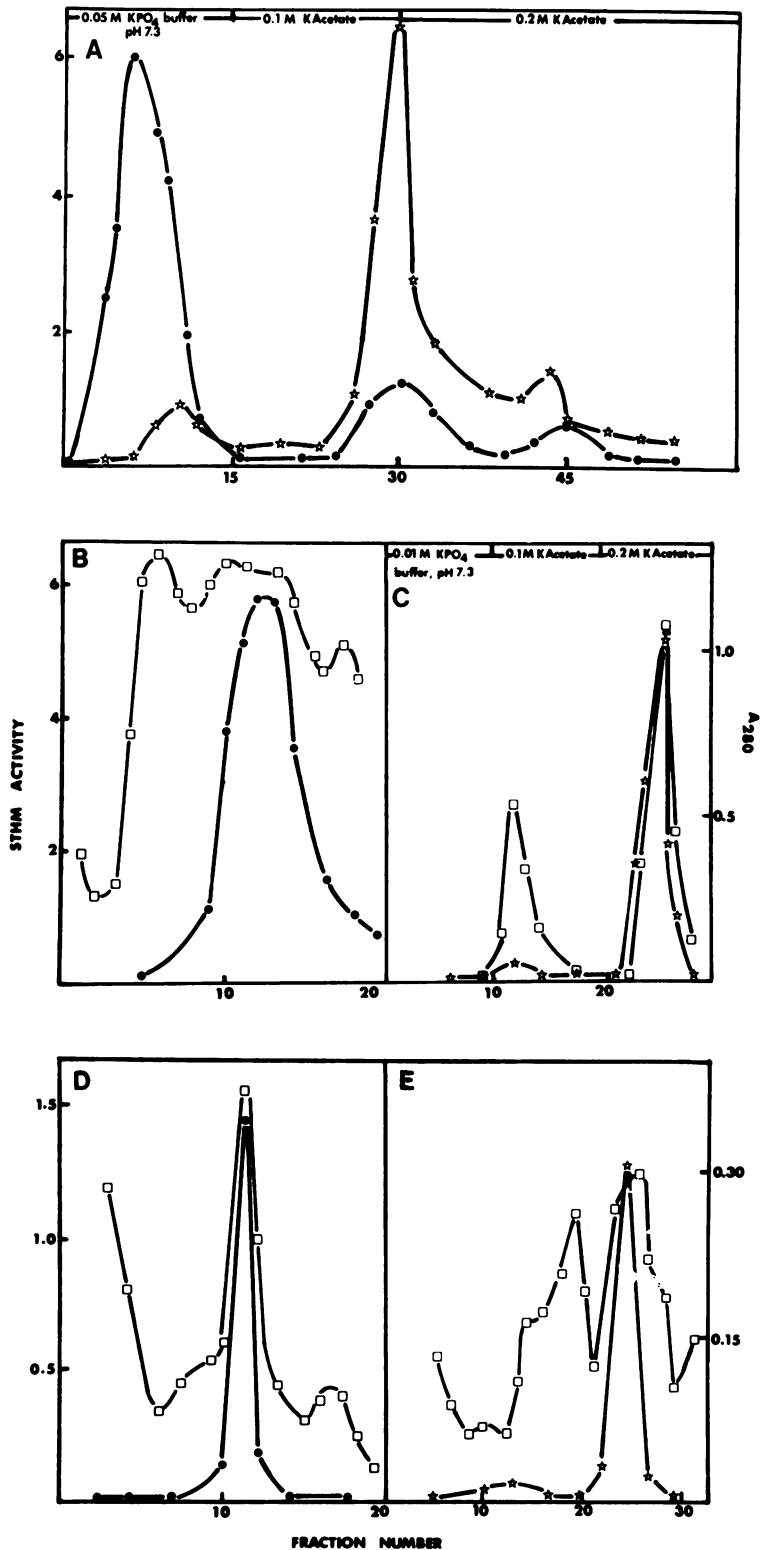 0.05 M KPO4 buffer
pH 7.3
0.1 M KAcetate
0.2 M KAcetate
A
6
4
2
15
30
45
B
6
4
2
10
20
0.01 M KPO4
buffer, pH 7.3
0.1M KAcetate
0.2M KAcetate
C
1.0
0.5
10
20
STHM ACTIVITY
A280
D
1.5
1.0
0.5
10
20
E
0.30
0.15
10
20
30
FRACTION NUMBER